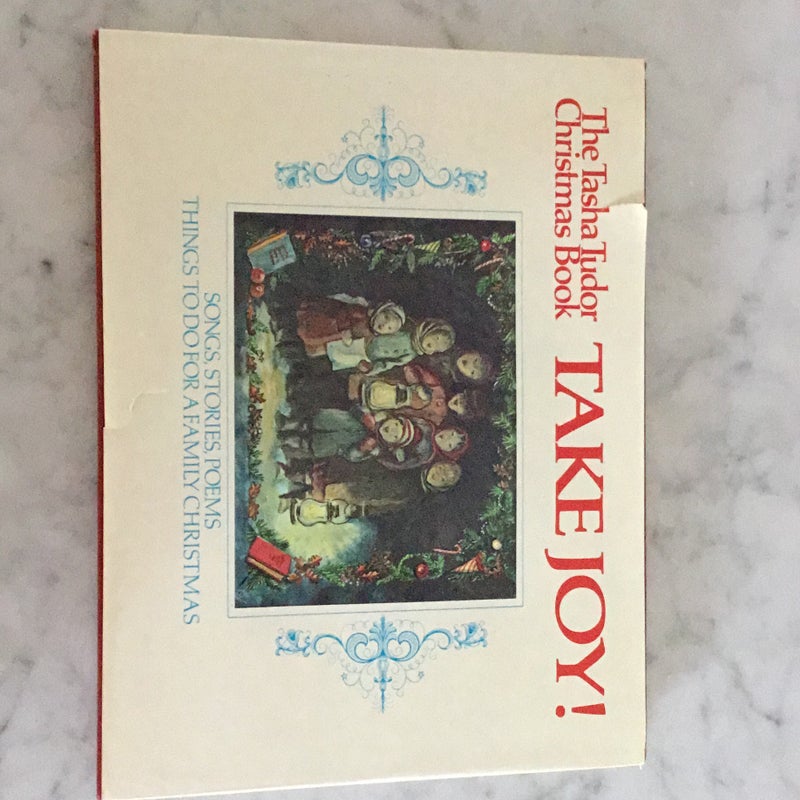 The Tasha Tudor
Christmas Book
TAKE JOY!
SONGS, STORIES, POEMS
THINGS TO DO FOR A FAMILY CHRISTMAS